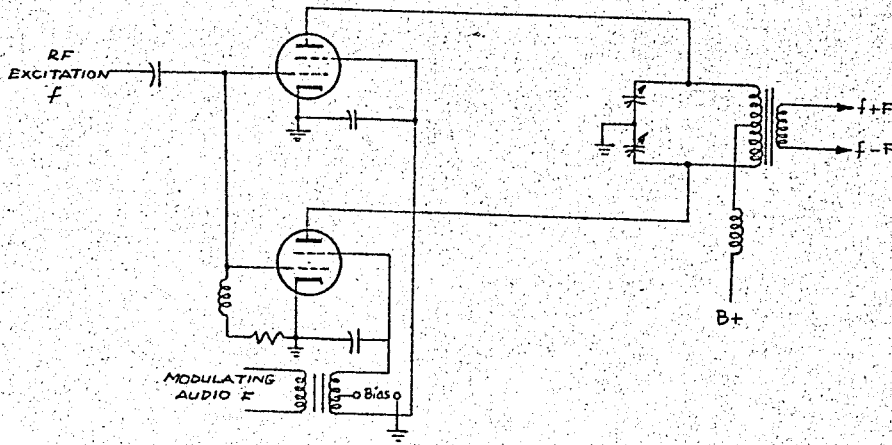 RF
EXCITATION
f
f+F
f-F
B+
MODULATING
AUDIO F
Bias